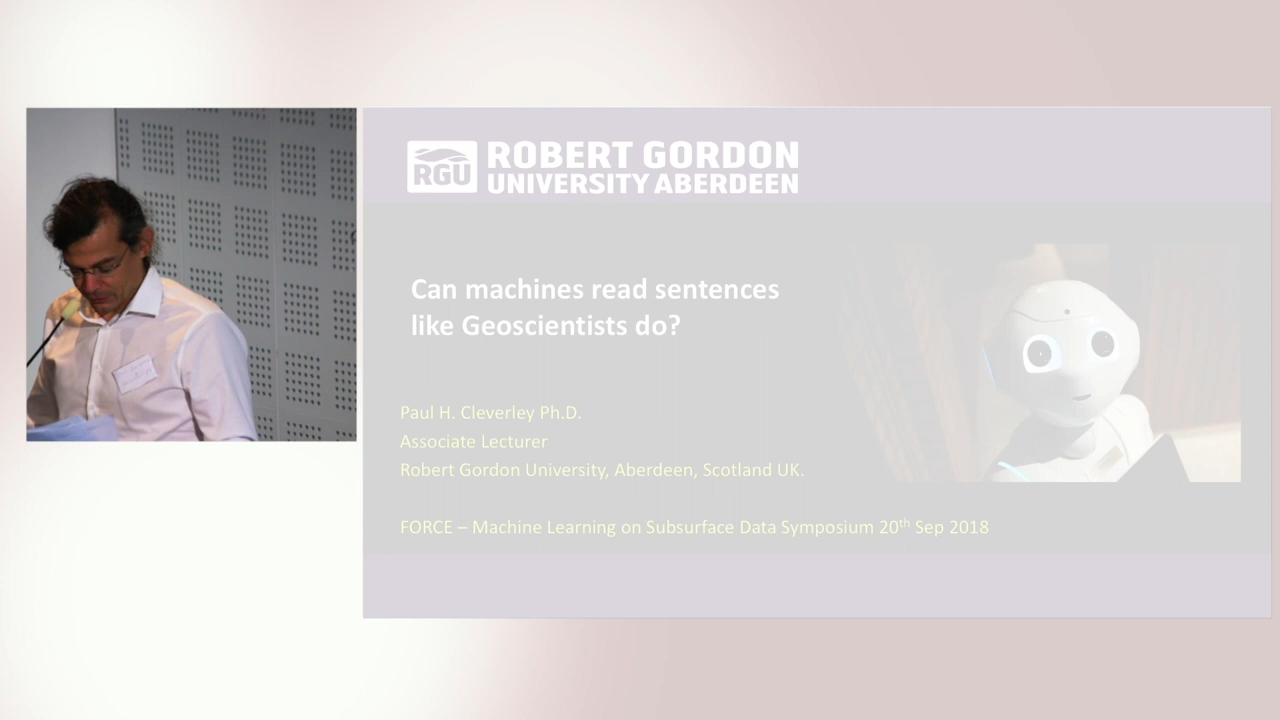 RGU
ROBERT GORDON
UNIVERSITY ABERDEEN
Can machines read sentences
like Geoscientists do?
Paul H. Cleverley Ph.D.
Associate Lecturer
Robert Gordon University, Aberdeen, Scotland UK.
FORCE – Machine Learning on Subsurface Data Symposium 20th Sep 2018